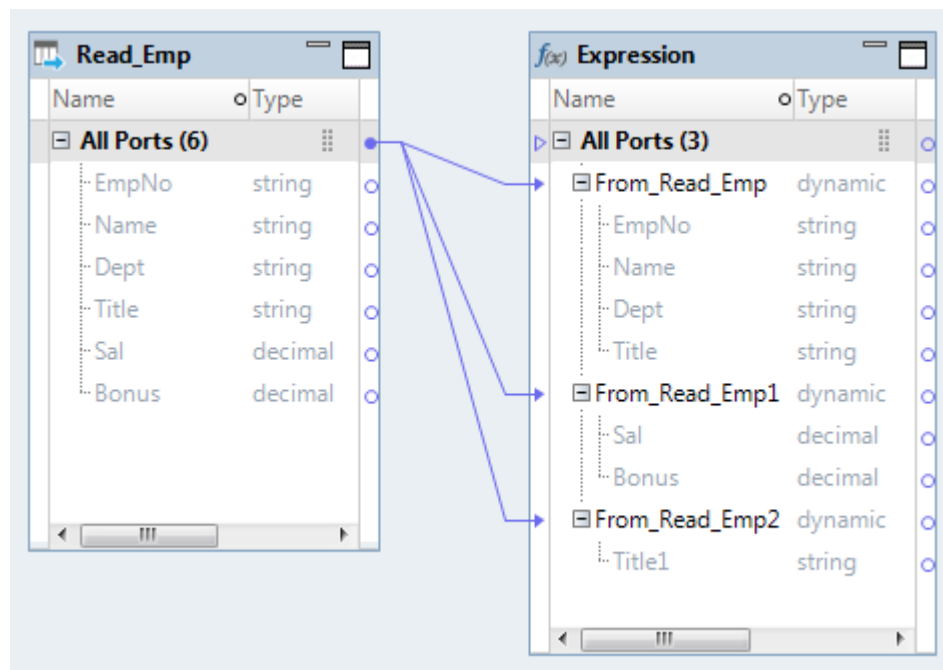 Read_Emp
Name Type
All Ports (6)
EmpNo string
Name string
Dept string
Title string
Sal decimal
Bonus decimal
f(x) Expression
Name Type
All Ports (3)
From_Read_Emp dynamic
EmpNo string
Name string
Dept string
Title string
From_Read_Emp1 dynamic
Sal decimal
Bonus decimal
From_Read_Emp2 dynamic
Title1 string